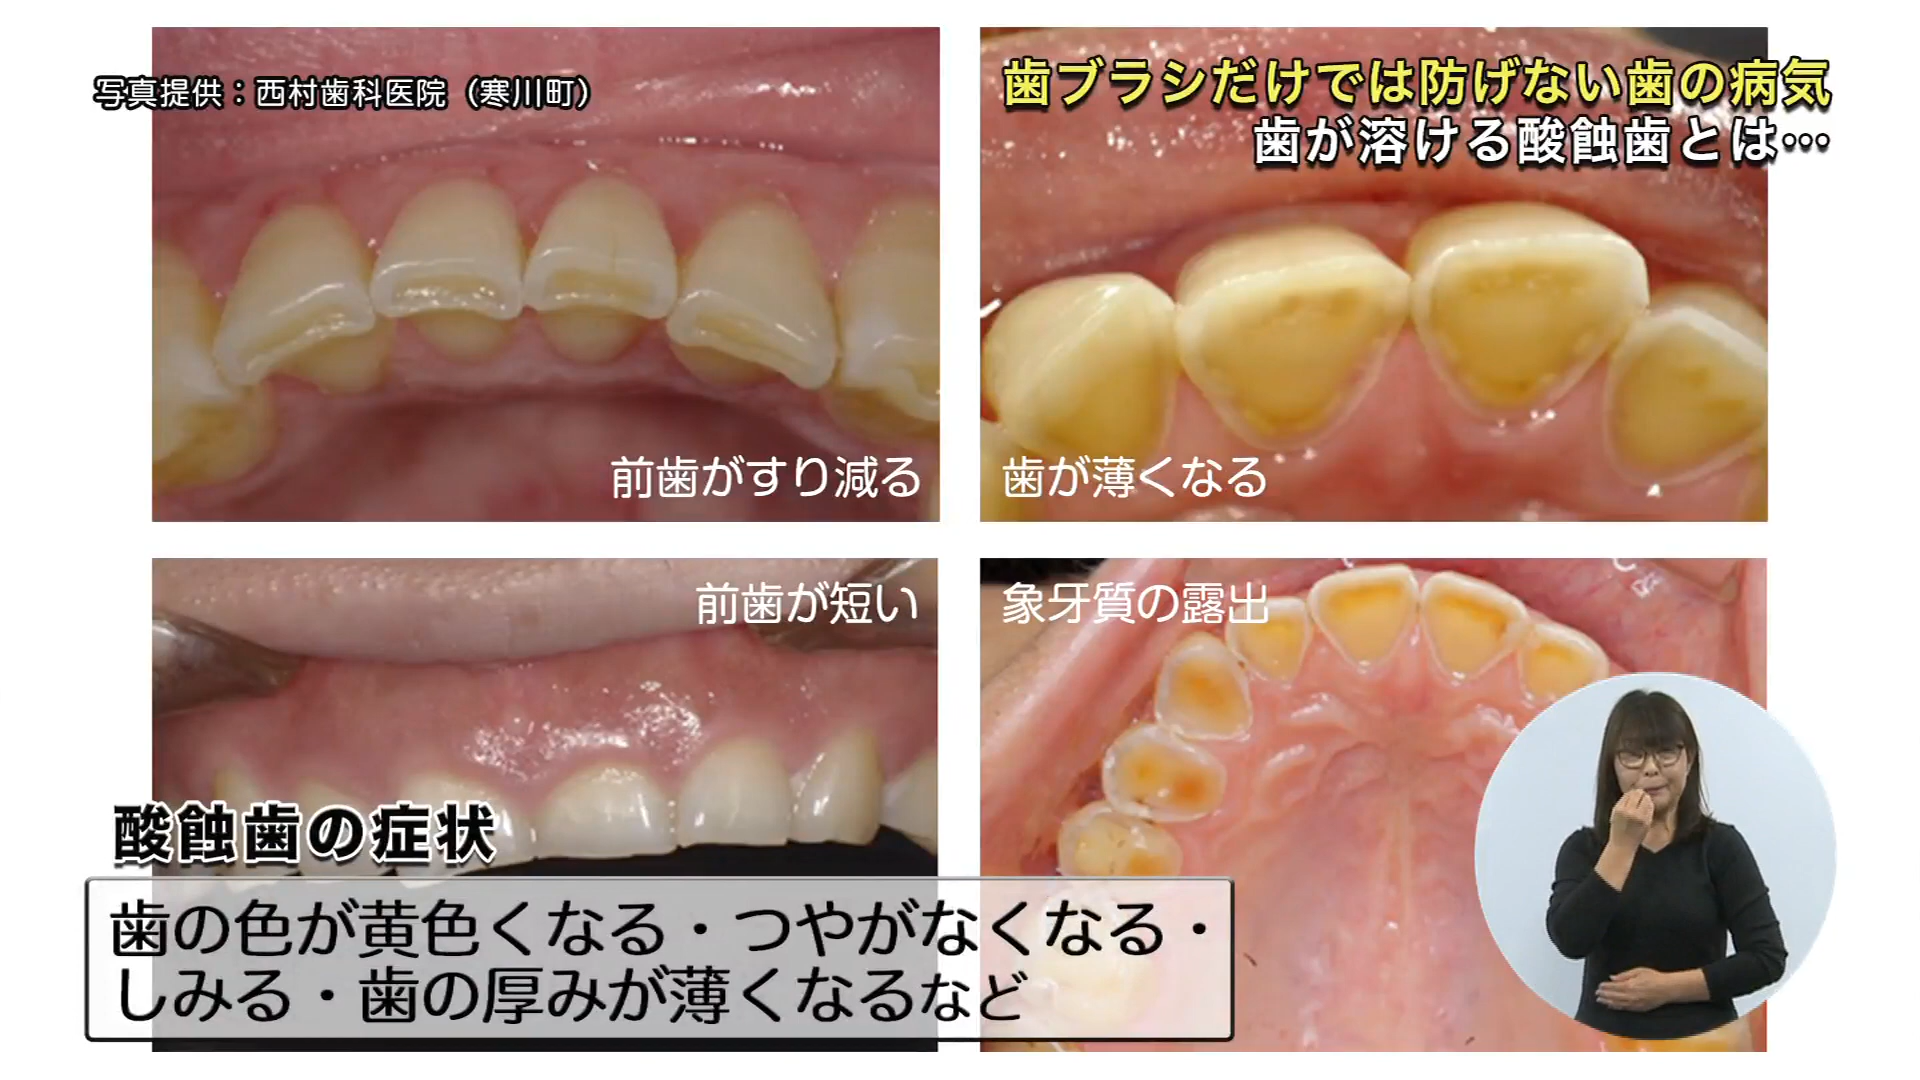 写真提供：西村歯科医院（寒川町）
歯ブラシだけでは防げない歯の病気
歯が溶ける酸蝕歯とは…
前歯がすり減る
歯が薄くなる
前歯が短い
象牙質の露出
酸蝕歯の症状
歯の色が黄色くなる・つやがなくなる・
しみる・歯の厚みが薄くなるなど